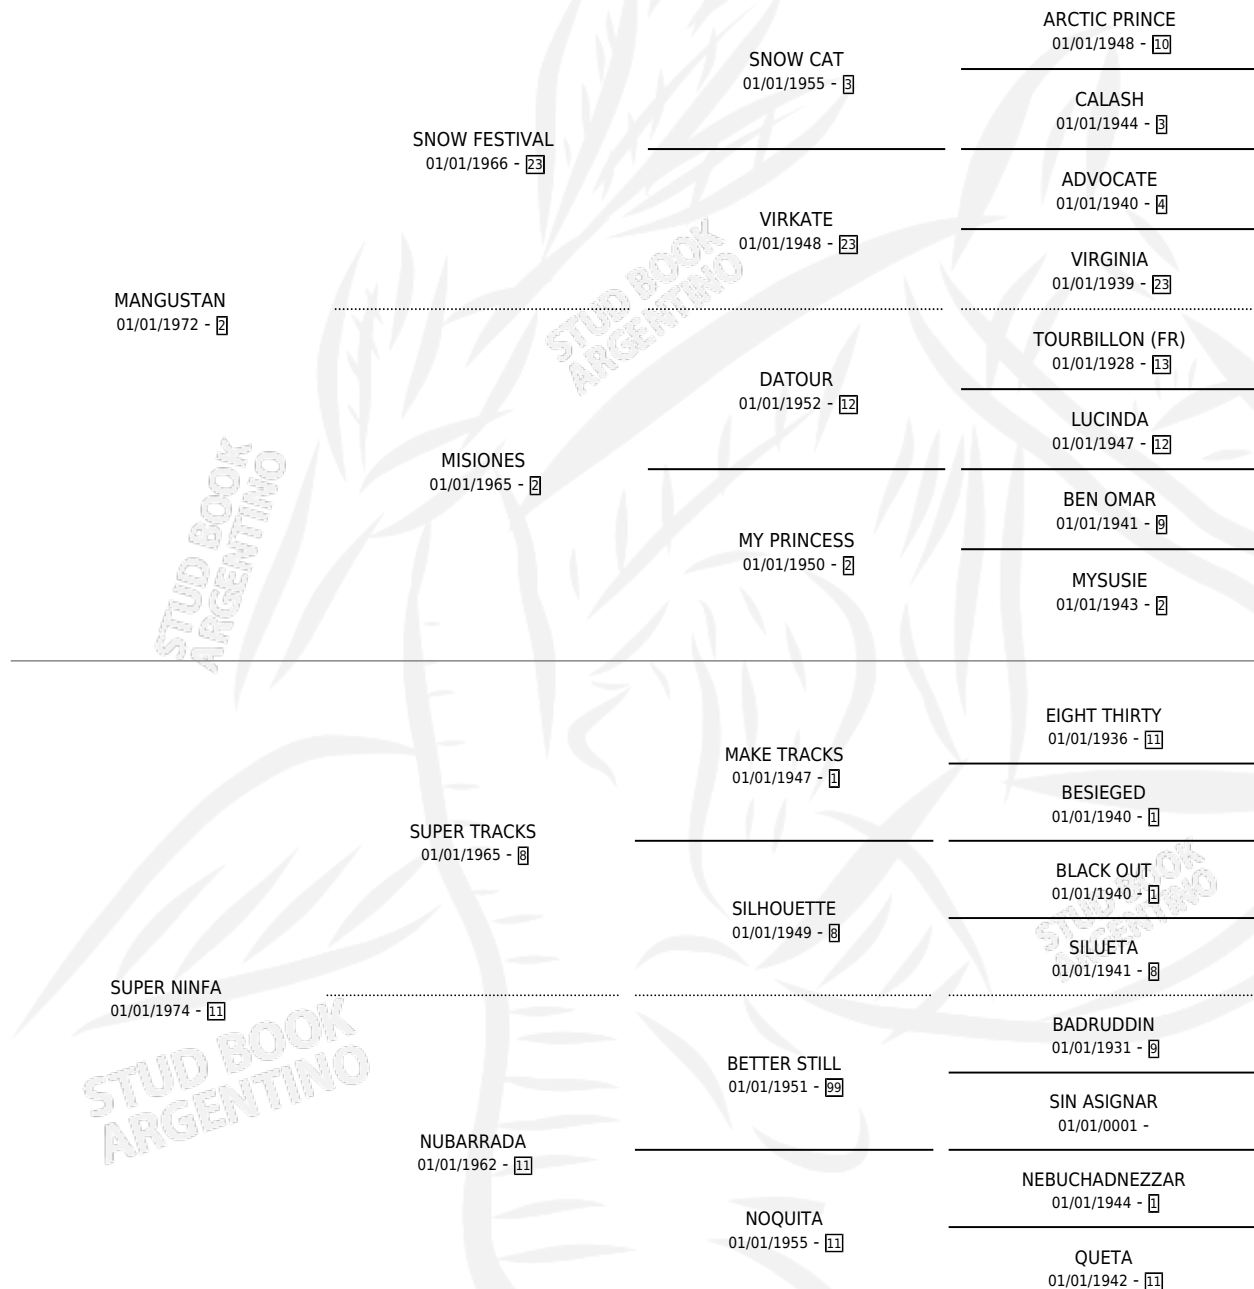 ARCTIC PRINCE
01/01/1948 - 10
SNOW CAT
01/01/1955 - 3
CALASH
01/01/1944 - 3
SNOW FESTIVAL
01/01/1966 - 23
ADVOCATE
01/01/1940 - 4
VIRKATE
01/01/1948 - 23
VIRGINIA
01/01/1939 - 23
MANGUSTAN
01/01/1972 - 2
TOURBILLON (FR)
01/01/1928 - 13
DATOUR
01/01/1952 - 12
LUCINDA
01/01/1947 - 12
MISIONES
01/01/1965 - 2
BEN OMAR
01/01/1941 - 9
MY PRINCESS
01/01/1950 - 2
MYSUSIE
01/01/1943 - 2
EIGHT THIRTY
01/01/1936 - 11
MAKE TRACKS
01/01/1947 - 1
BESIEGED
01/01/1940 - 1
SUPER TRACKS
01/01/1965 - 8
BLACK OUT
01/01/1940 - 1
SILHOUETTE
01/01/1949 - 8
SILUETA
01/01/1941 - 8
SUPER NINFA
01/01/1974 - 11
BADRUDDIN
01/01/1931 - 9
BETTER STILL
01/01/1951 - 99
SIN ASIGNAR
01/01/0001 -
NUBARRADA
01/01/1962 - 11
NEBUCHADNEZZAR
01/01/1944 - 1
NOQUITA
01/01/1955 - 11
QUETA
01/01/1942 - 11
STUD BOOK
ARGENTINO
STUD BOOK
ARGENTINO
STUD BOOK
ARGENTINO
STUD BOOK
ARGENTINO